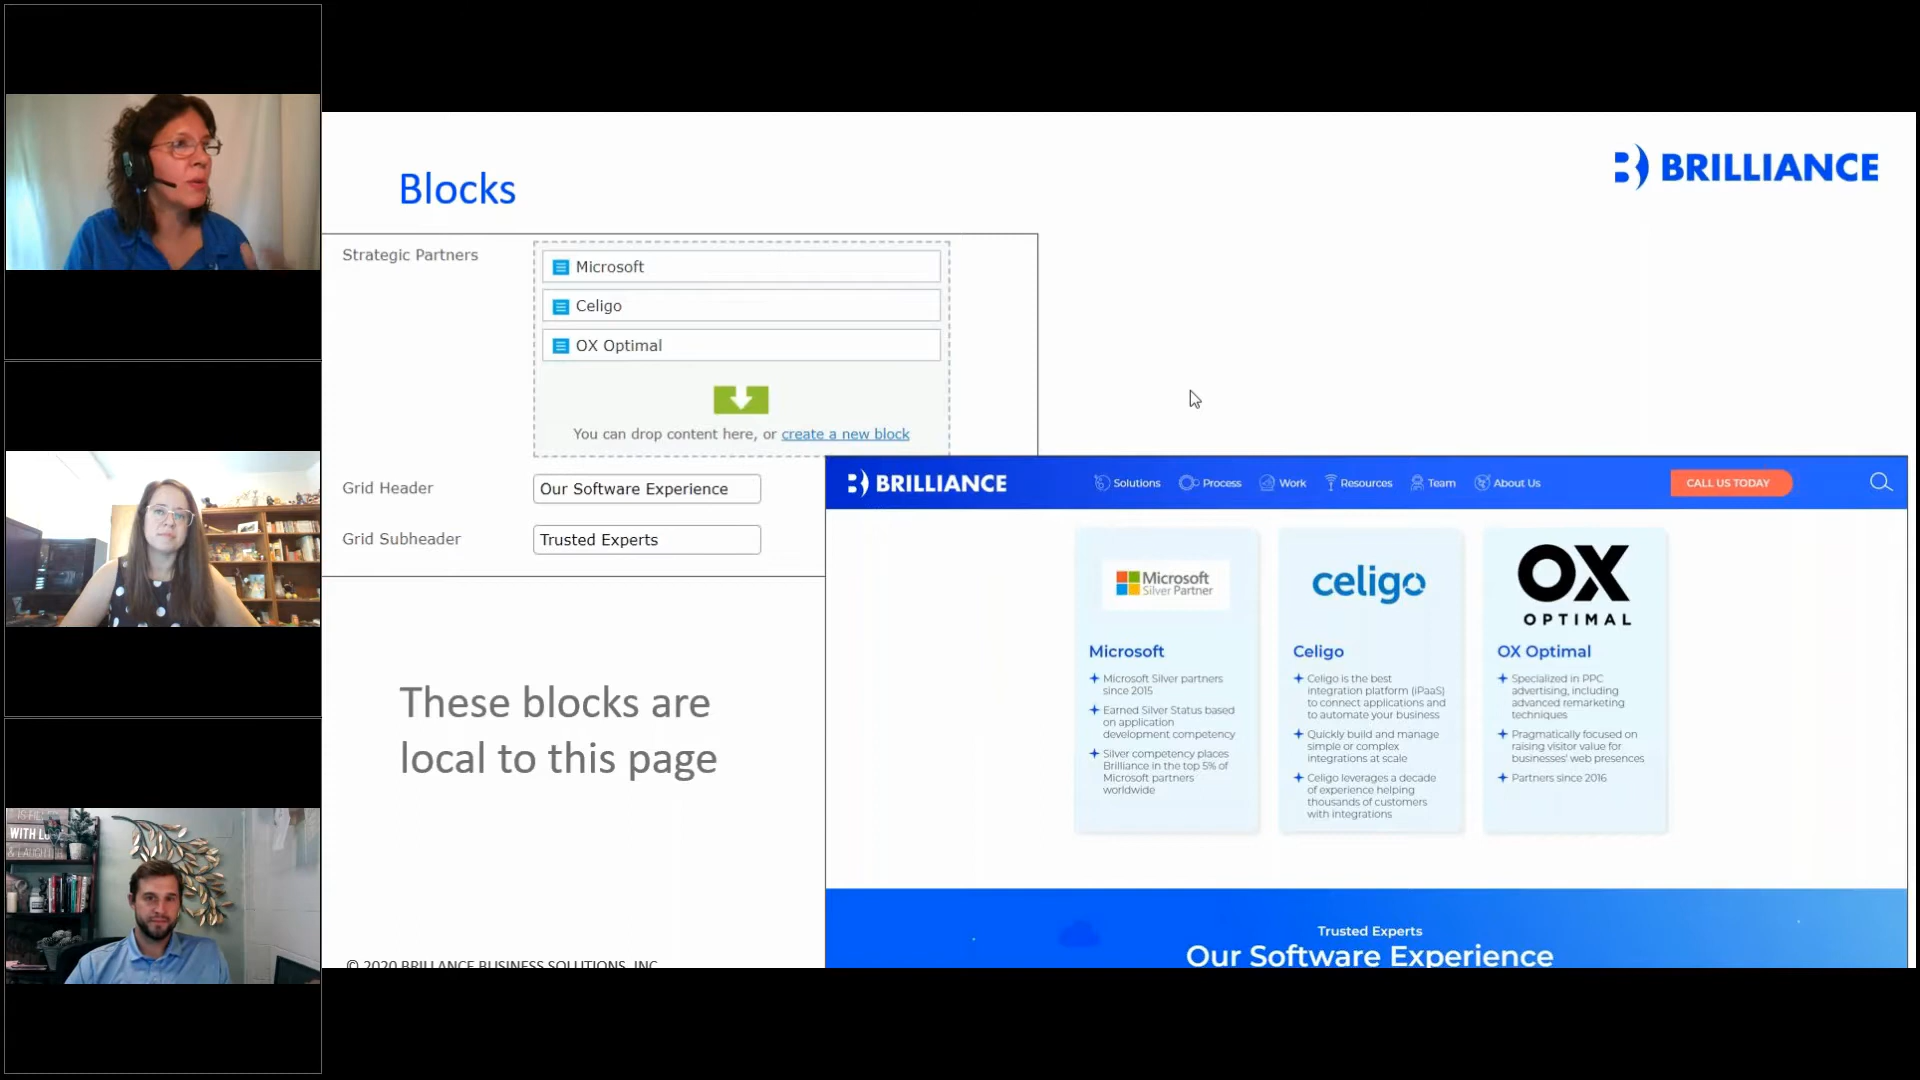 Blocks
BRILLIANCE
Strategic Partners
Microsoft
Celigo
OX Optimal
You can drop content here, or create a new block
Grid Header
Our Software Experience
Grid Subheader
Trusted Experts
These blocks are
local to this page
© 2020 BRILLANCE BUSINESS SOLUTIONS, INC
BRILLIANCE
Solutions
Process
Work
Resources
Team
About Us
CALL US TODAY
Microsoft
Silver Partner
Microsoft
Microsoft Silver partners
since 2015
Earned Silver Status based
on application
development competency
Silver competency places
Brilliance in the top 5% of
Microsoft partners
worldwide
celigo
Celigo
Celigo is the best
integration platform (iPaaS)
to connect applications and
to automate your business
Quickly build and manage
simple or complex
integrations at scale
Celigo leverages a decade
of experience helping
thousands of customers
with integrations
OX
OPTIMAL
OX Optimal
Specialized in PPC
advertising, including
advanced remarketing
techniques
Pragmatically focused on
raising visitor value for
businesses' web presences
Partners since 2016
Trusted Experts
Our Software Experience
WITH
& LAUGHTER